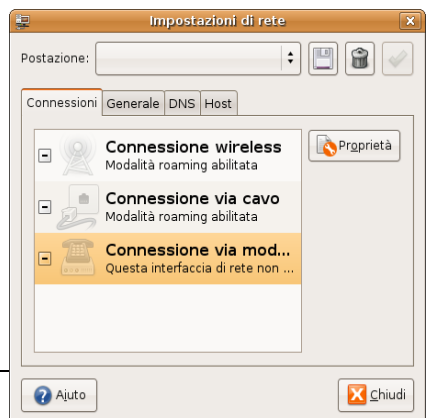 Impostazioni di rete
Postazione:
Connessioni Generale DNS Host
Connessione wireless
Modalità roaming abilitata
Proprietà
Connessione via cavo
Modalità roaming abilitata
Connessione via mod...
Questa interfaccia di rete non ...
Aiuto
Chiudi